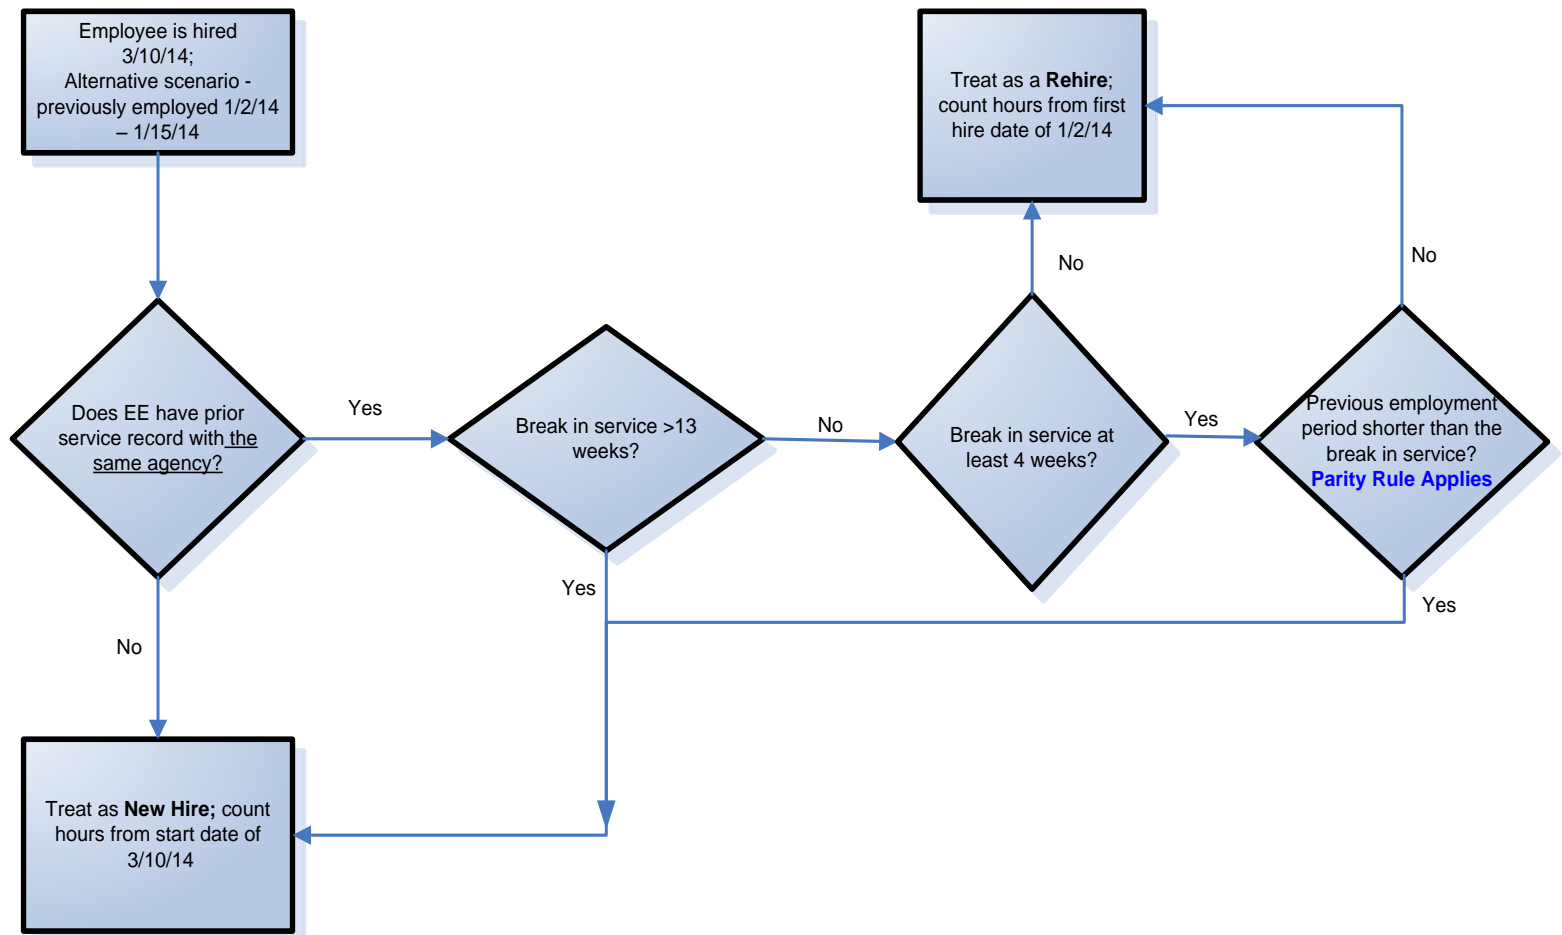 Employee is hired
3/10/14;
Alternative scenario -
previously employed 1/2/14
– 1/15/14
Treat as a Rehire;
count hours from first
hire date of 1/2/14
No
No
Does EE have prior
service record with the
same agency?
Yes
Break in service >13
weeks?
No
Break in service at
least 4 weeks?
Yes
Previous employment
period shorter than the
break in service?
Parity Rule Applies
Yes
Yes
No
Treat as New Hire; count
hours from start date of
3/10/14